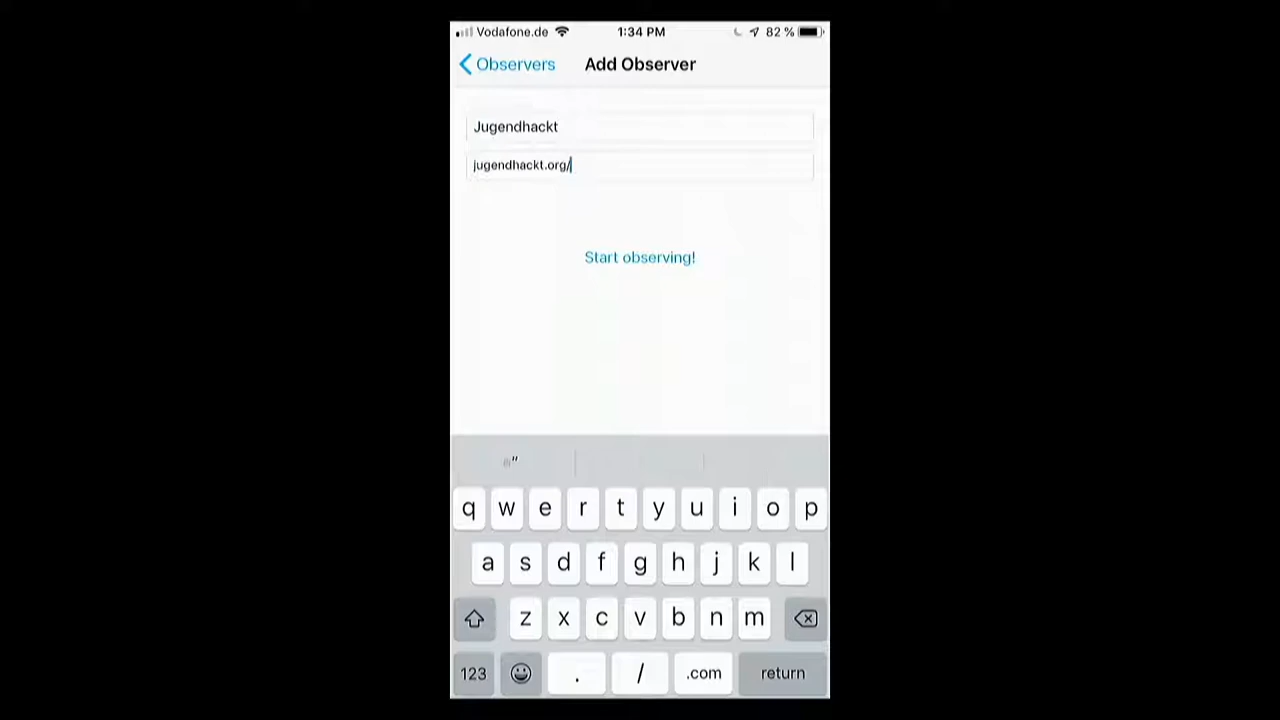 Vodafone.de 1:34 PM 82 %
Observers Add Observer
Jugendhackt
jugendhackt.org/
Start observing!
q w e r t y u i o p
a s d f g h j k l
z x c v b n m
123 . / .com return